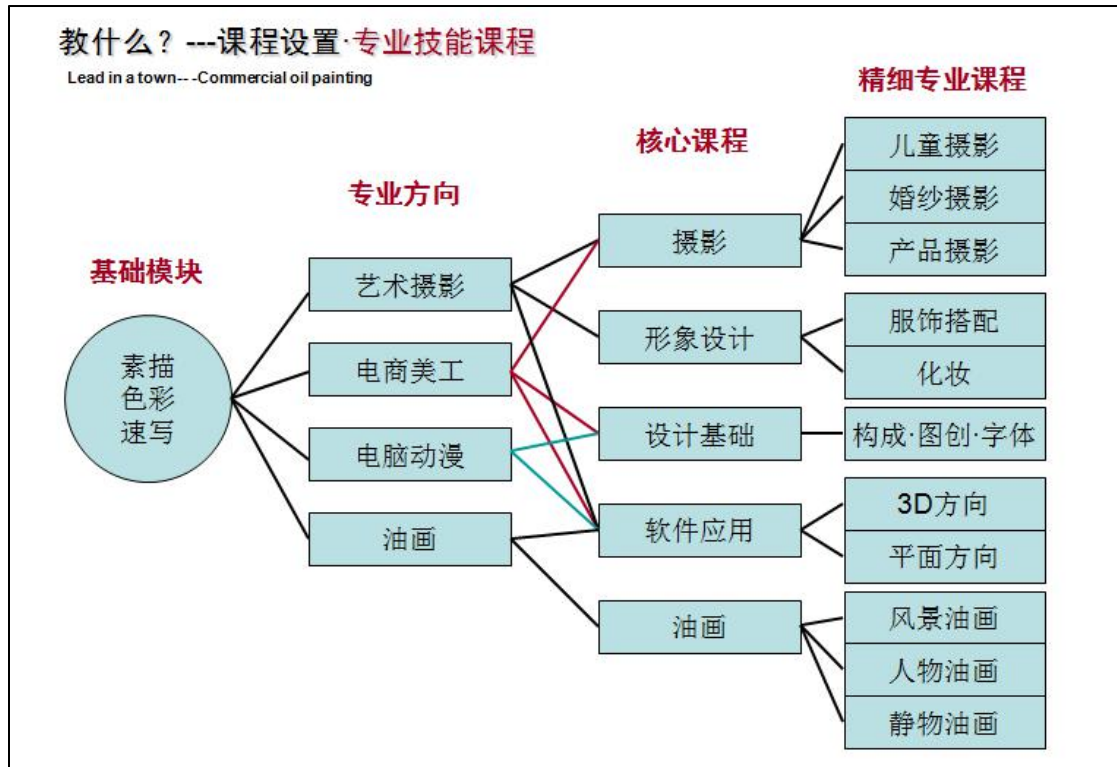 教什么？---课程设置·专业技能课程
Lead in a town-- -Commercial oil painting
基础模块
素描
色彩
速写
专业方向
艺术摄影
电商美工
电脑动漫
油画
核心课程
摄影
形象设计
设计基础
软件应用
油画
精细专业课程
儿童摄影
婚纱摄影
产品摄影
服饰搭配
化妆
构成·图创·字体
3D方向
平面方向
风景油画
人物油画
静物油画